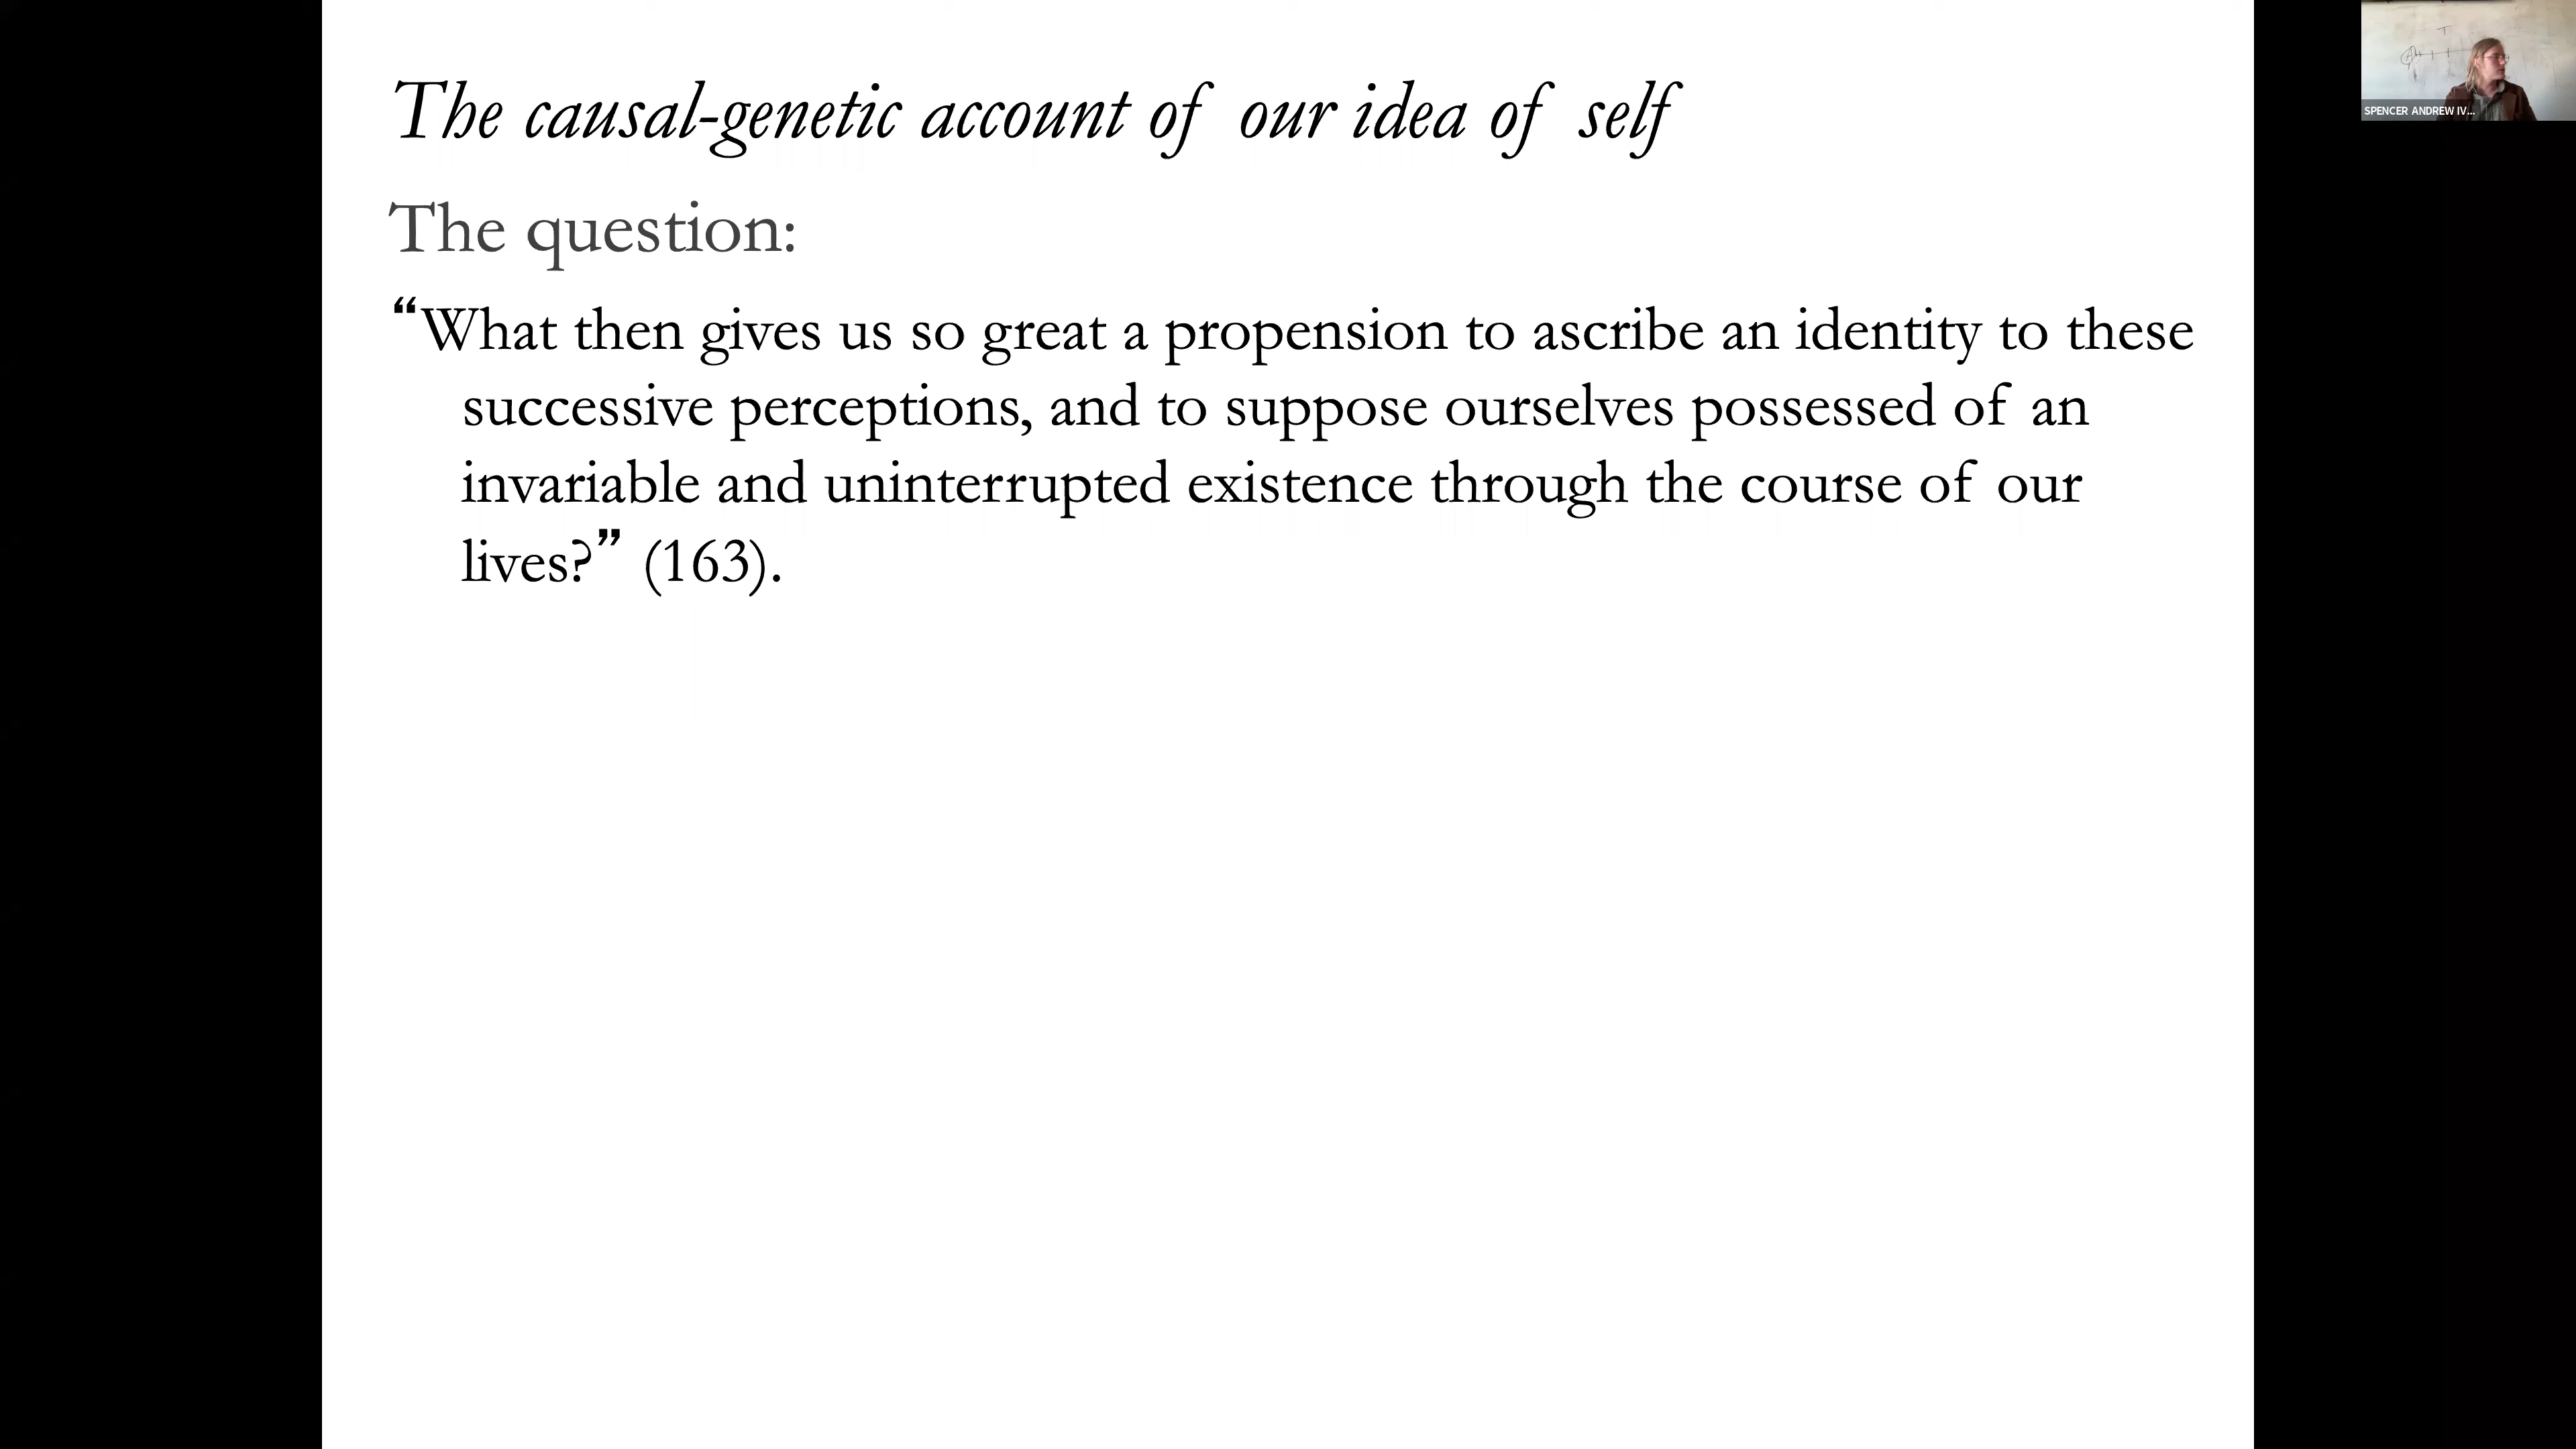 The causal-genetic account of our idea of self
SPENCER ANDREW IV...
The question:
“What then gives us so great a propension to ascribe an identity to these
successive perceptions, and to suppose ourselves possessed of an
invariable and uninterrupted existence through the course of our
lives?” (163).